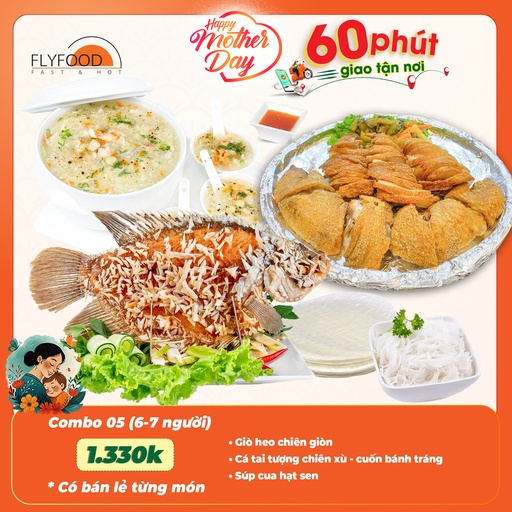 FLYFOOD
FAST & HOT
Happy
Mother
Day
60phút
giao tận nơi
Combo 05 (6-7 người)
1.330k
* Có bán lẻ từng món
• Giò heo chiên giòn
• Cá tai tượng chiên xù - cuốn bánh tráng
• Súp cua hạt sen